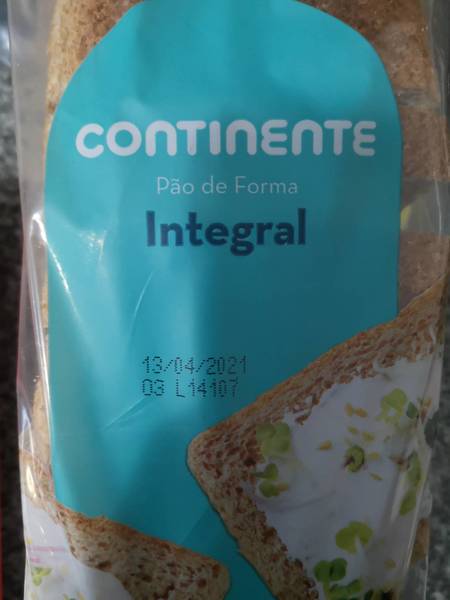 CONTINENTE
Pão de Forma
Integral
13/04/2021
03 L14107